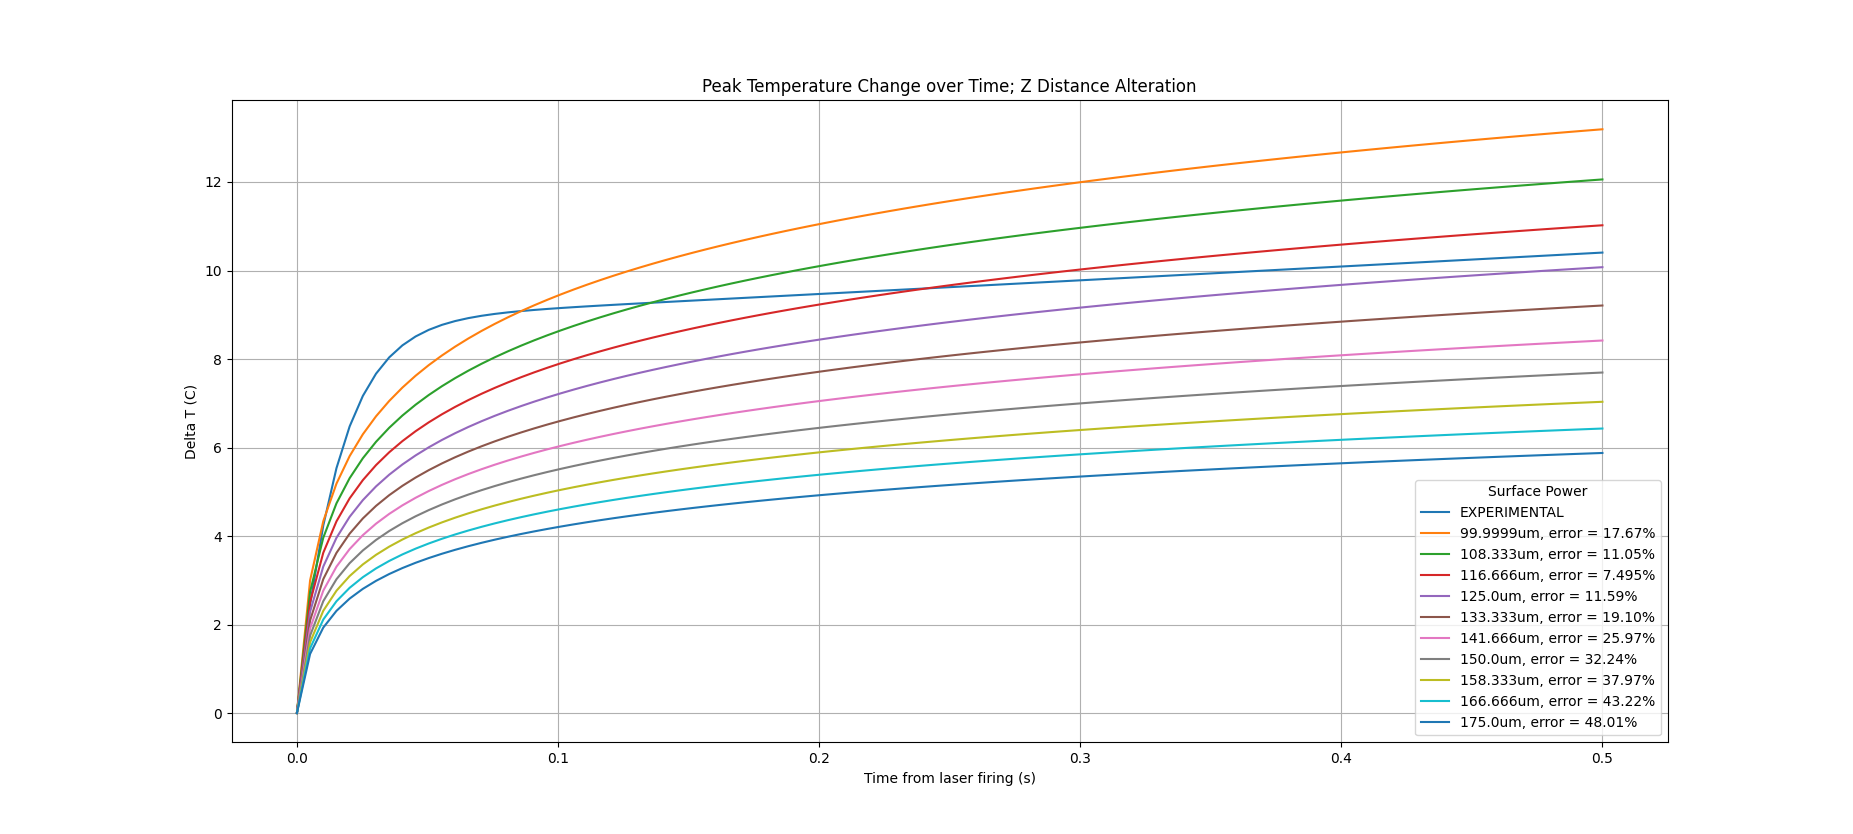 Peak Temperature Change over Time; Z Distance Alteration
12
10
8
6
4
2
0
Delta T (C)
0.0 0.1 0.2 0.3 0.4 0.5
Time from laser firing (s)
Surface Power
EXPERIMENTAL
99.9999um, error = 17.67%
108.333um, error = 11.05%
116.666um, error = 7.495%
125.0um, error = 11.59%
133.333um, error = 19.10%
141.666um, error = 25.97%
150.0um, error = 32.24%
158.333um, error = 37.97%
166.666um, error = 43.22%
175.0um, error = 48.01%